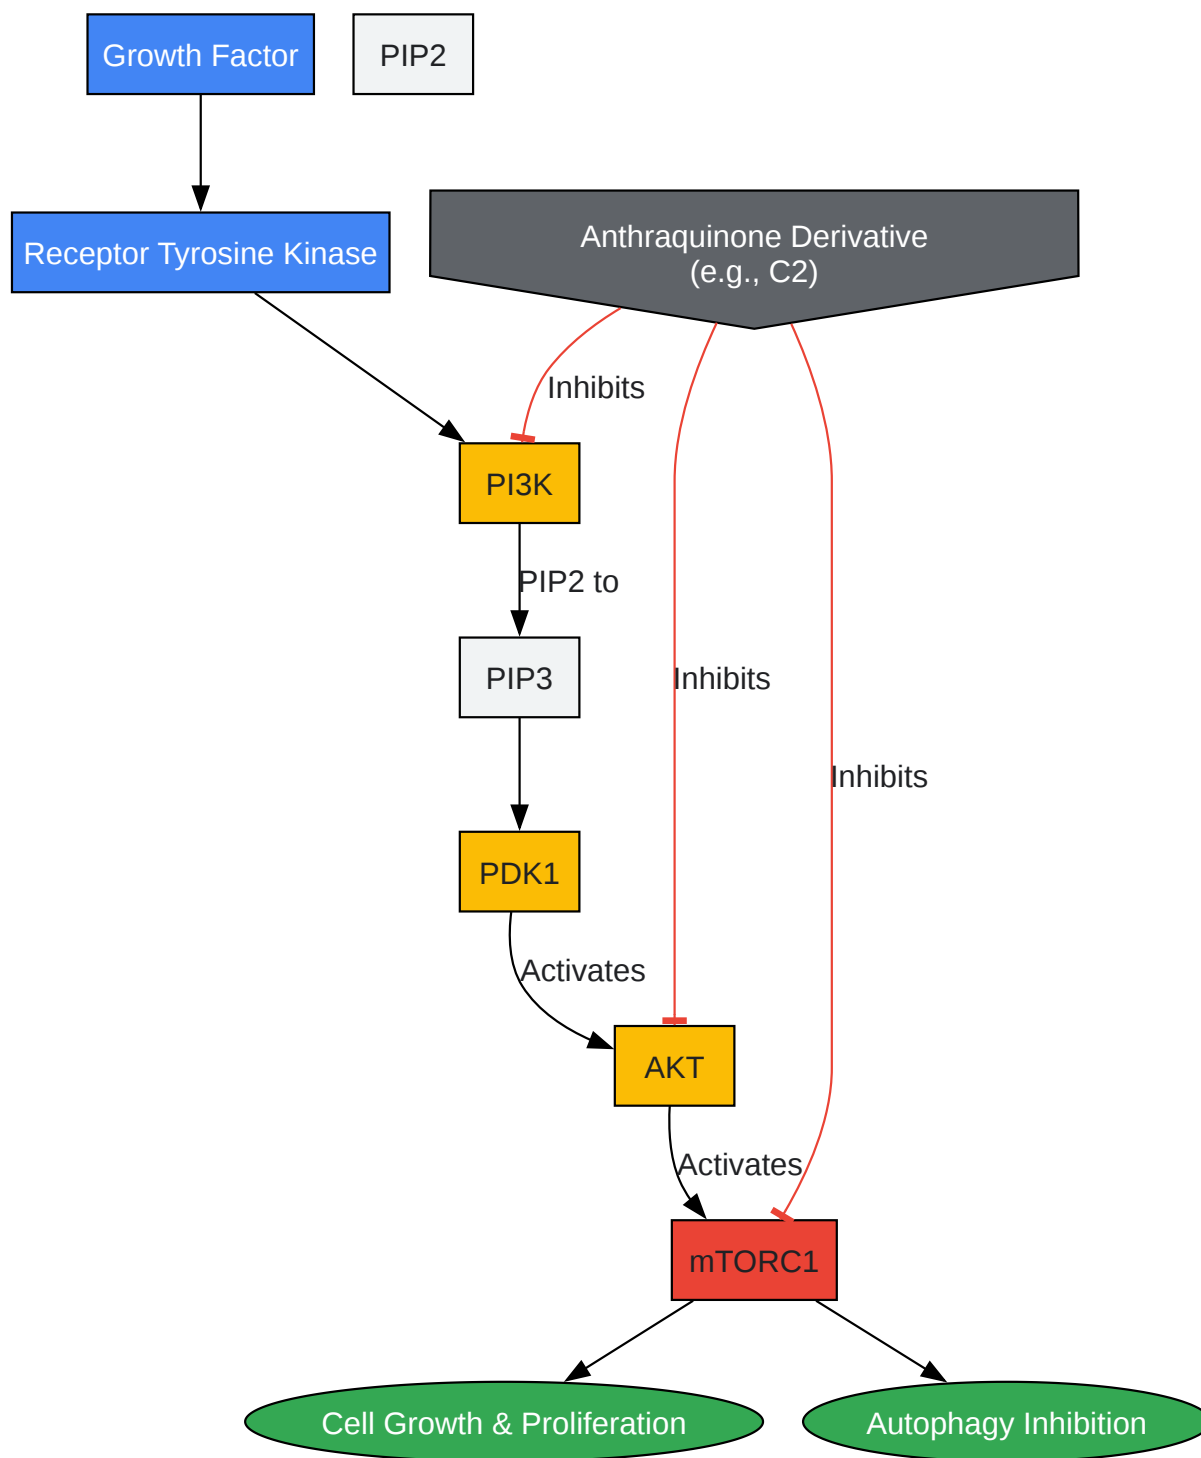 Growth Factor
PIP2
Receptor Tyrosine Kinase
Anthraquinone Derivative
(e.g., C2)
Inhibits
PI3K
PIP2 to
PIP3
Inhibits
Inhibits
PDK1
Activates
AKT
Activates
mTORC1
Cell Growth & Proliferation
Autophagy Inhibition